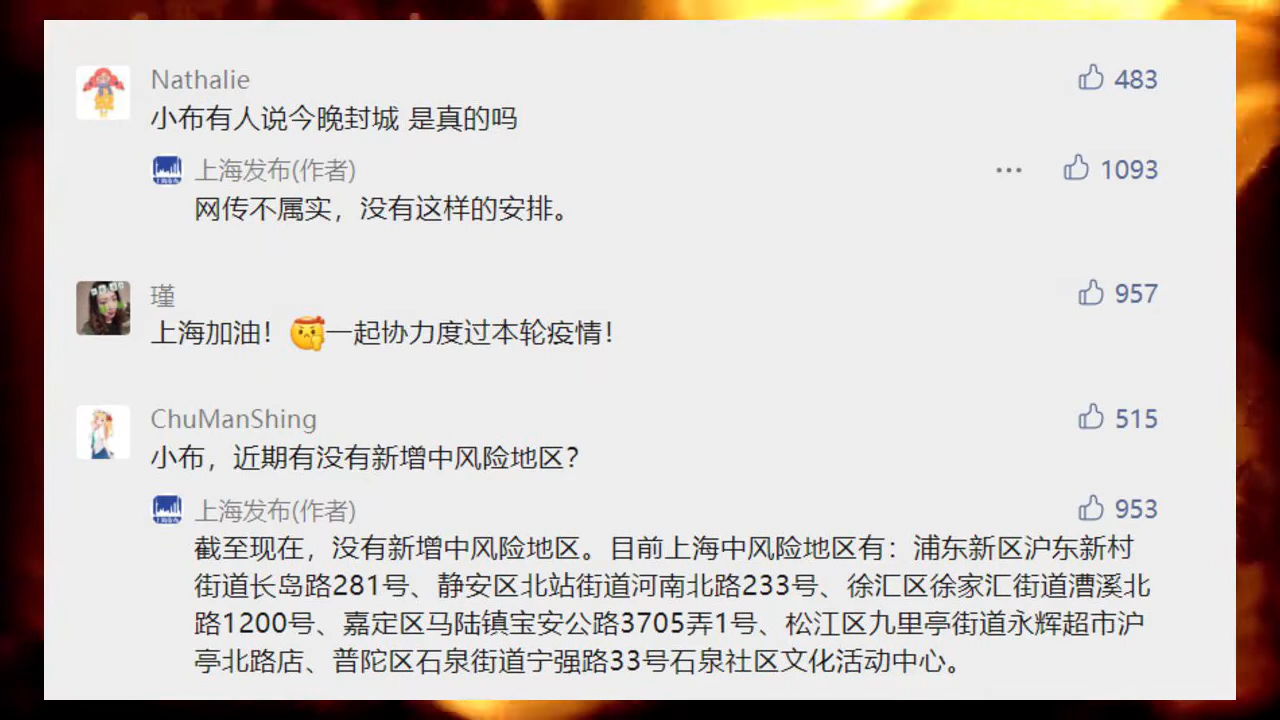 Nathalie
483
小布有人说今晚封城 是真的吗
上海发布(作者)
1093
网传不属实，没有这样的安排。
瑾
957
上海加油！一起协力度过本轮疫情！
ChuManShing
515
小布，近期有没有新增中风险地区？
上海发布(作者)
953
截至现在，没有新增中风险地区。目前上海中风险地区有：浦东新区沪东新村
街道长岛路281号、静安区北站街道河南北路233号、徐汇区徐家汇街道漕溪北
路1200号、嘉定区马陆镇宝安公路3705弄1号、松江区九里亭街道永辉超市沪
亭北路店、普陀区石泉街道宁强路33号石泉社区文化活动中心。